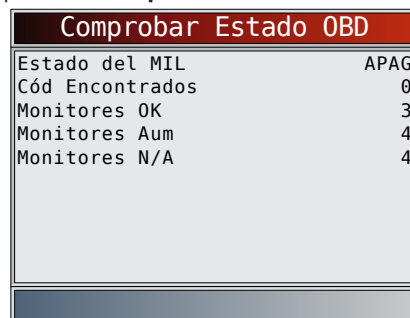 Comprobar Estado OBD
Estado del MIL APAG
Cód Encontrados 0
Monitores OK 3
Monitores Aum 4
Monitores N/A 4